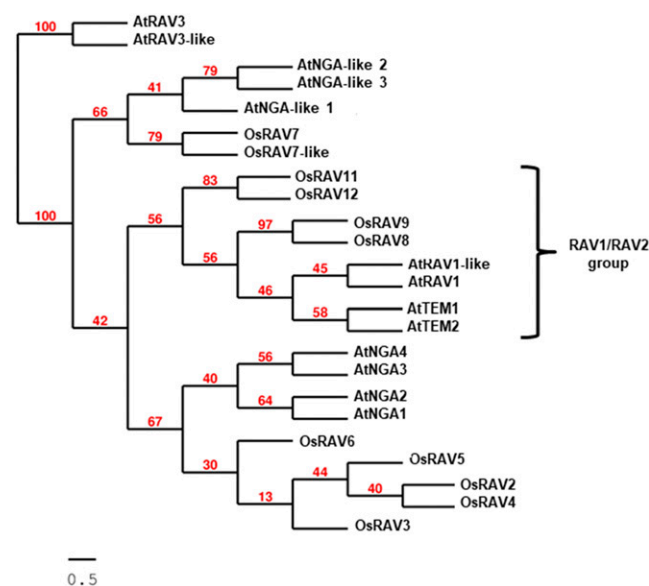 AtRAV3
100
AtRAV3-like
AtNGA-like 2
79
AtNGA-like 3
41
AtNGA-like 1
66
OsRAV7
79
OsRAV7-like
OsRAV11
83
OsRAV12
100
56
OsRAV9
97
OsRAV8
RAV1/RAV2
group
56
AtRAV1-like
45
AtRAV1
46
AtTEM1
58
AtTEM2
42
AtNGA4
56
AtNGA3
40
AtNGA2
64
AtNGA1
67
OsRAV6
30
OsRAV5
44
OsRAV2
40
OsRAV4
13
OsRAV3
0.5